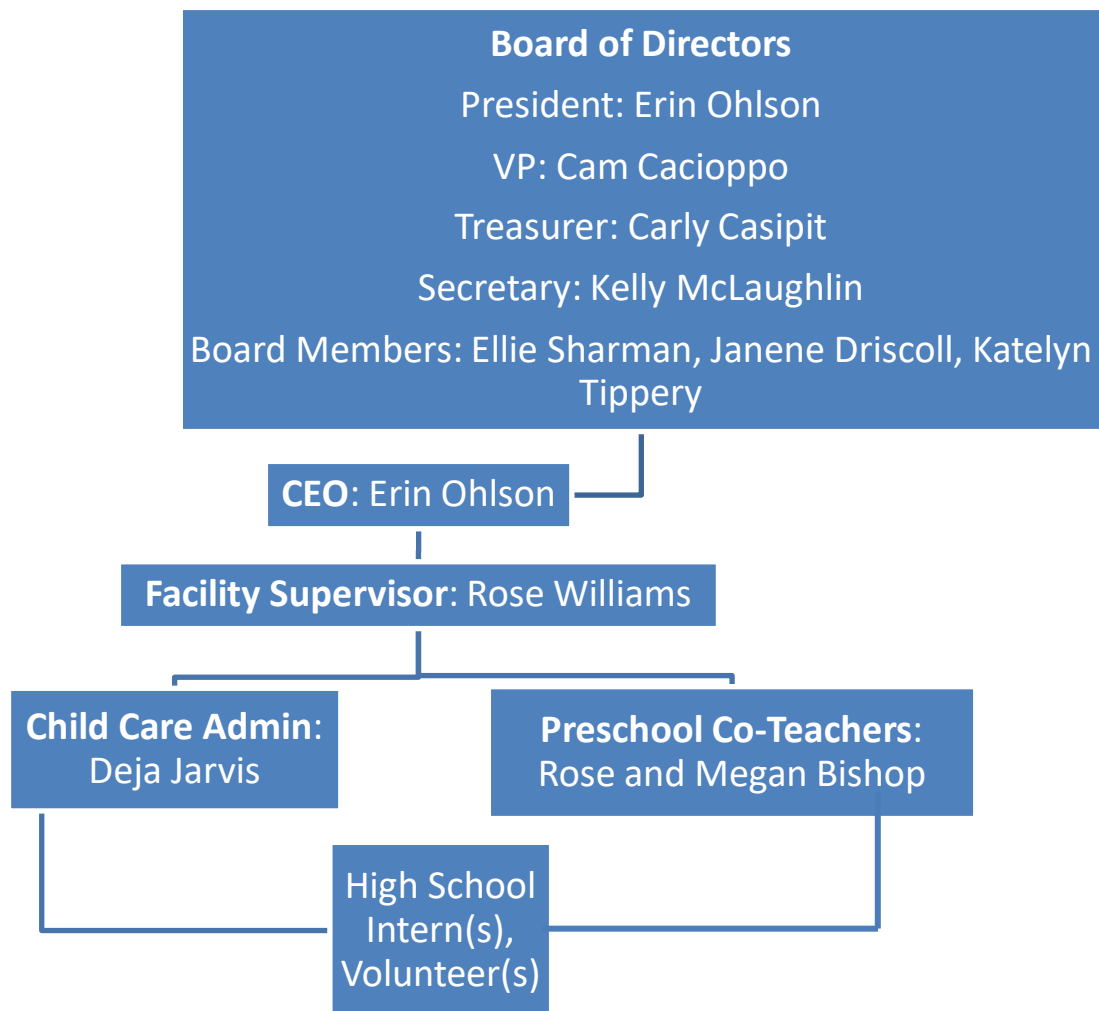 Board of Directors
President: Erin Ohlson
VP: Cam Cacioppo
Treasurer: Carly Casipit
Secretary: Kelly McLaughlin
Board Members: Ellie Sharman, Janene Driscoll, Katelyn
Tippery
CEO: Erin Ohlson
Facility Supervisor: Rose Williams
Child Care Admin:
Deja Jarvis
Preschool Co-Teachers:
Rose and Megan Bishop
High School
Intern(s),
Volunteer(s)